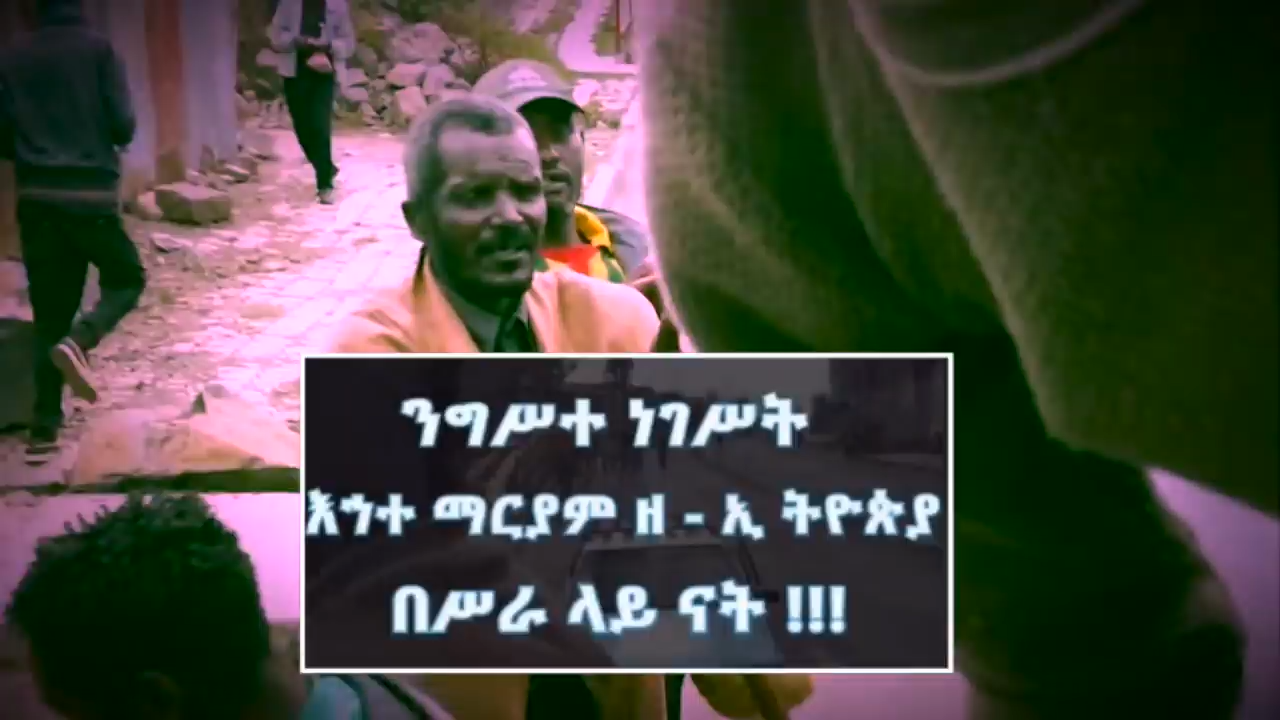 ንግሥተ ነገሥት
እኅተ ማርያም ዘ - ኢ ትዮጵያ
በሥራ ላይ ናት !!!